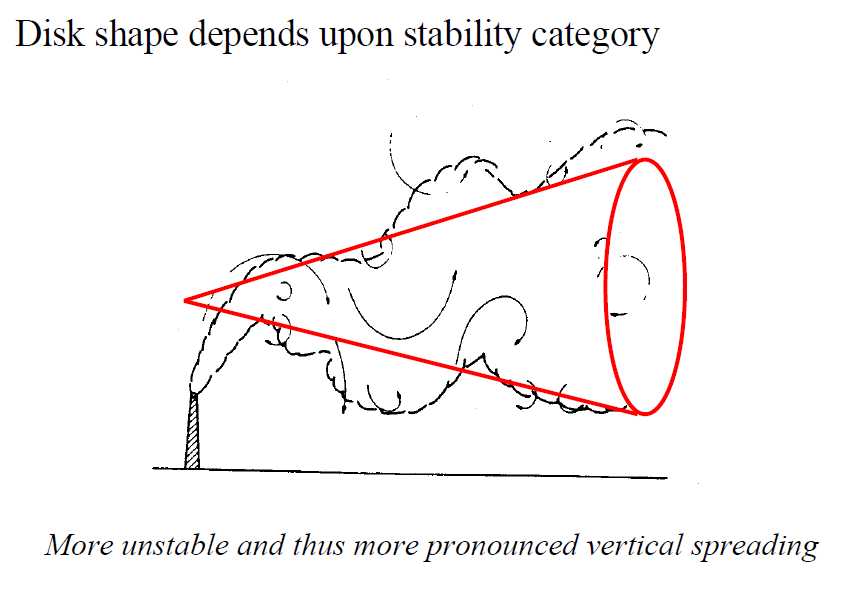 Disk shape depends upon stability category
More unstable and thus more pronounced vertical spreading